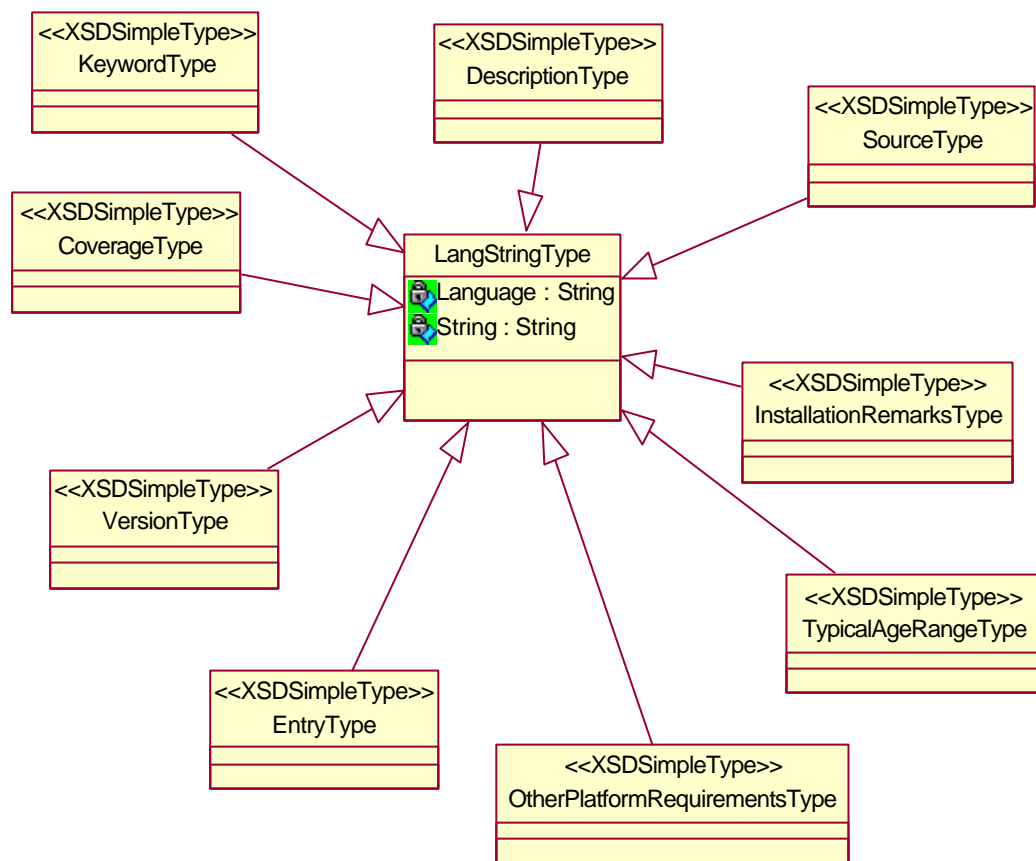 <<XSDSimpleType>>
KeywordType
<<XSDSimpleType>>
DescriptionType
<<XSDSimpleType>>
SourceType
<<XSDSimpleType>>
CoverageType
LangStringType
Language : String
String : String
<<XSDSimpleType>>
InstallationRemarksType
<<XSDSimpleType>>
VersionType
<<XSDSimpleType>>
TypicalAgeRangeType
<<XSDSimpleType>>
EntryType
<<XSDSimpleType>>
OtherPlatformRequirementsType